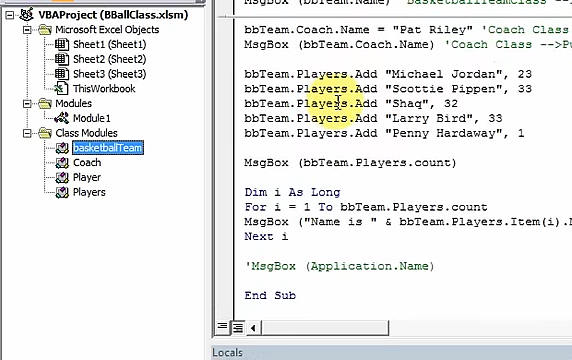 VBAProject (BBallClass.xlsm)
Microsoft Excel Objects
Sheet1 (Sheet1)
Sheet2 (Sheet2)
Sheet3 (Sheet3)
ThisWorkbook
Modules
Module1
Class Modules
basketballTeam
Coach
Player
Players
bbTeam.Coach.Name = "Pat Riley" 'Coach Class
MsgBox (bbTeam.Coach.Name) 'Coach Class -->Pu
bbTeam.Players.Add "Michael Jordan", 23
bbTeam.Players.Add "Scottie Pippen", 33
bbTeam.Players.Add "Shaq", 32
bbTeam.Players.Add "Larry Bird", 33
bbTeam.Players.Add "Penny Hardaway", 1
MsgBox (bbTeam.Players.count)
Dim i As Long
For i = 1 To bbTeam.Players.count
MsgBox ("Name is " & bbTeam.Players.Item(i).N
Next i
'MsgBox (Application.Name)
End Sub
Locals